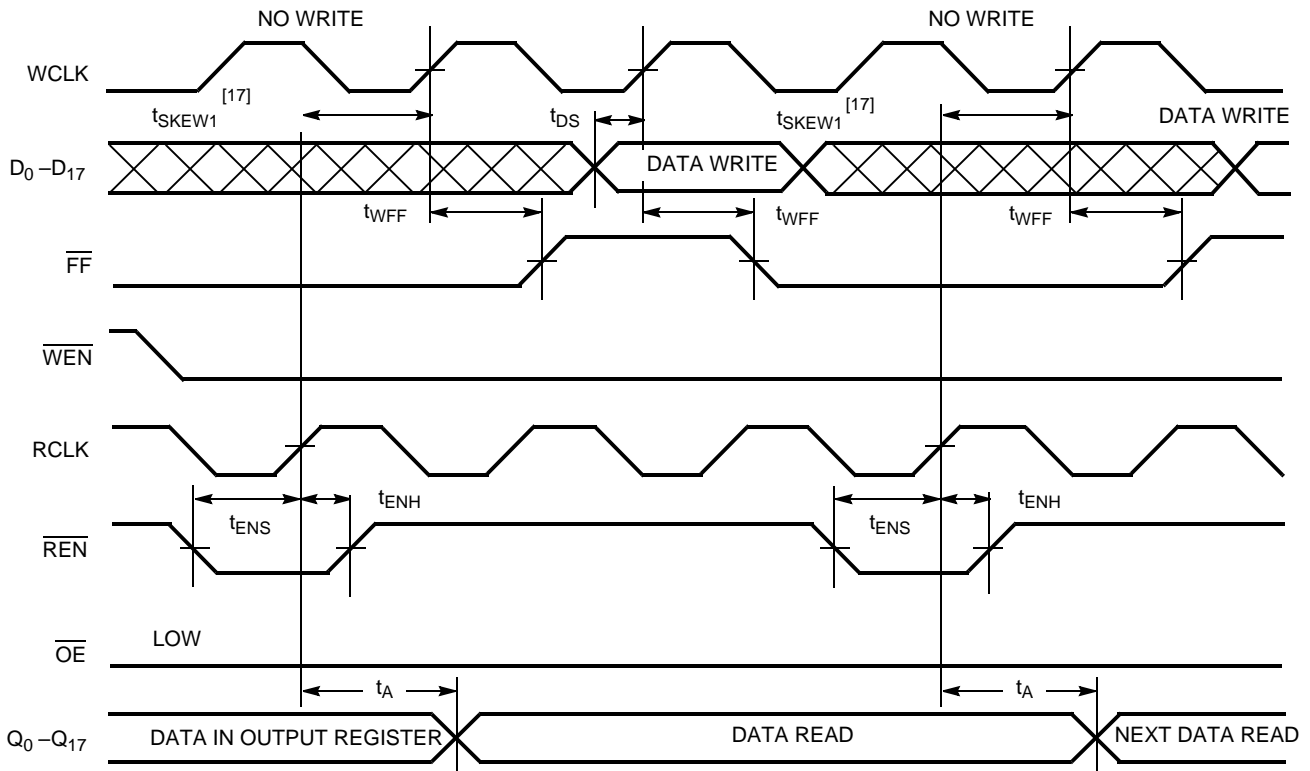 NO WRITE NO WRITE
WCLK
tSKEW1 [17] tDS tSKEW1 [17] DATA WRITE
D0 –D17 DATA WRITE
tWFF tWFF tWFF
FF
WEN
RCLK
tENS tENH tENS tENH
REN
OE LOW
tA tA
Q0 –Q17 DATA IN OUTPUT REGISTER DATA READ NEXT DATA READ